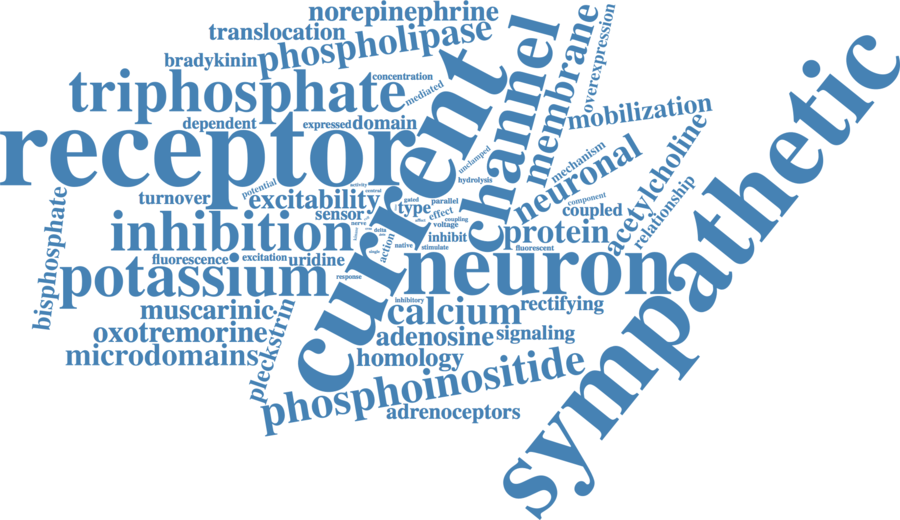 norepinephrine
translocation
phospholipase
bradykinin
triphosphate
concentration
mediated
dependent
expressed
domain
receptor
current
channel
membrane
overexpression
mobilization
sympathetic
unclamped
hydrolysis
mechanism
neuronal
acetylcholine
relationship
component
coupled
turnover
potential
activity
control
excitability
sensor
nerve
type
gated
parallel
effect
coupling
voltage
bisphosphate
inhibition
delta
action
native
inhibit
stimulate
protein
fluorescent
fluorescence
excitation
uridine
single
potassium
response
neuron
inhibitory
muscarinic
calcium
rectifying
oxotremorine
pleckstrin
adenosine
signaling
microdomains
homology
phosphoinositide
adrenoceptors